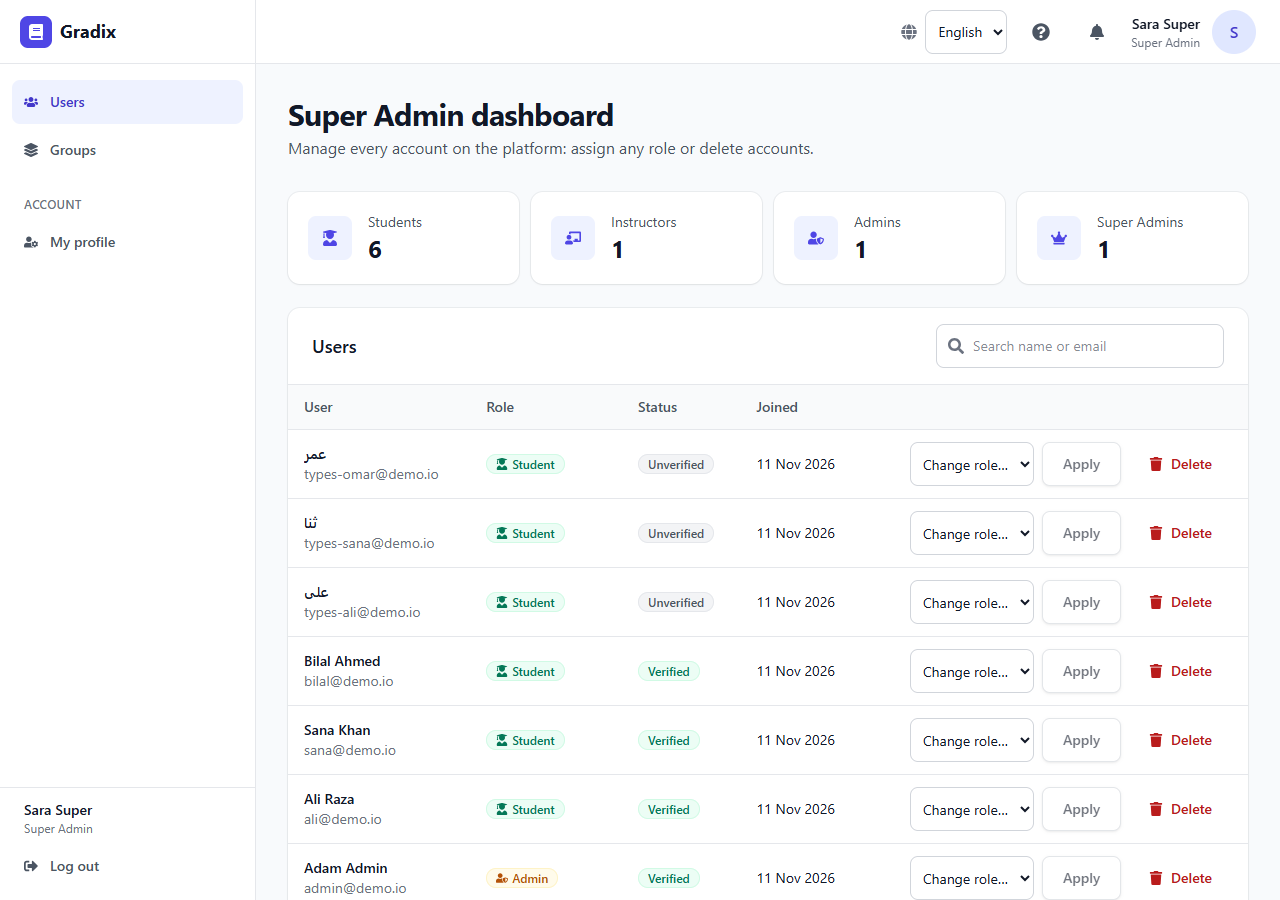 Gradix
English
Sara Super
Super Admin
S
Users
Groups
ACCOUNT
My profile
Super Admin dashboard
Manage every account on the platform: assign any role or delete accounts.
Students
6
Instructors
1
Admins
1
Super Admins
1
Users
Search name or email
User Role Status Joined
عمر
types-omar@demo.io
Student Unverified 11 Nov 2026 Change role... Apply Delete
ثنا
types-sana@demo.io
Student Unverified 11 Nov 2026 Change role... Apply Delete
علی
types-ali@demo.io
Student Unverified 11 Nov 2026 Change role... Apply Delete
Bilal Ahmed
bilal@demo.io
Student Verified 11 Nov 2026 Change role... Apply Delete
Sana Khan
sana@demo.io
Student Verified 11 Nov 2026 Change role... Apply Delete
Ali Raza
ali@demo.io
Student Verified 11 Nov 2026 Change role... Apply Delete
Adam Admin
admin@demo.io
Admin Verified 11 Nov 2026 Change role... Apply Delete
Sara Super
Super Admin
Log out